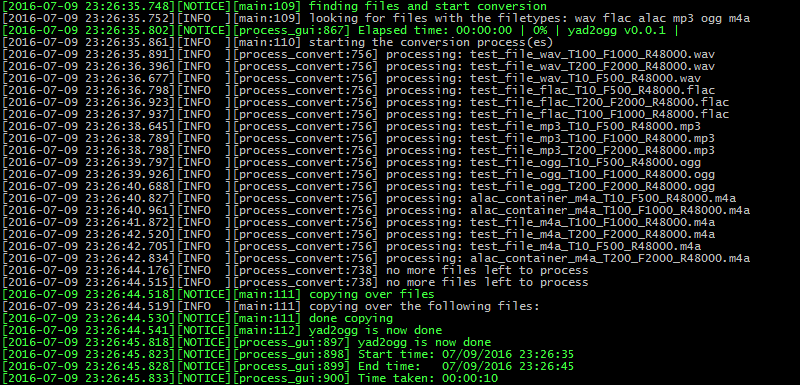 [2016-07-09 23:26:35.748][NOTICE][main:109] finding files and start conversion
[2016-07-09 23:26:35.752][INFO  ][main:109] looking for files with the filetypes: wav flac alac mp3 ogg m4a
[2016-07-09 23:26:35.802][NOTICE][process_gui:867] Elapsed time: 00:00:00 | 0% | yad2ogg v0.0.1 |
[2016-07-09 23:26:35.861][INFO  ][main:110] starting the conversion process(es)
[2016-07-09 23:26:35.891][INFO  ][process_convert:756] processing: test_file_wav_T100_F1000_R48000.wav
[2016-07-09 23:26:36.396][INFO  ][process_convert:756] processing: test_file_wav_T200_F2000_R48000.wav
[2016-07-09 23:26:36.677][INFO  ][process_convert:756] processing: test_file_wav_T10_F500_R48000.wav
[2016-07-09 23:26:36.798][INFO  ][process_convert:756] processing: test_file_flac_T10_F500_R48000.flac
[2016-07-09 23:26:36.923][INFO  ][process_convert:756] processing: test_file_flac_T200_F2000_R48000.flac
[2016-07-09 23:26:37.937][INFO  ][process_convert:756] processing: test_file_flac_T100_F1000_R48000.flac
[2016-07-09 23:26:38.645][INFO  ][process_convert:756] processing: test_file_mp3_T10_F500_R48000.mp3
[2016-07-09 23:26:38.789][INFO  ][process_convert:756] processing: test_file_mp3_T100_F1000_R48000.mp3
[2016-07-09 23:26:38.798][INFO  ][process_convert:756] processing: test_file_mp3_T200_F2000_R48000.mp3
[2016-07-09 23:26:39.797][INFO  ][process_convert:756] processing: test_file_ogg_T10_F500_R48000.ogg
[2016-07-09 23:26:39.926][INFO  ][process_convert:756] processing: test_file_ogg_T100_F1000_R48000.ogg
[2016-07-09 23:26:40.688][INFO  ][process_convert:756] processing: test_file_ogg_T200_F2000_R48000.ogg
[2016-07-09 23:26:40.827][INFO  ][process_convert:756] processing: alac_container_m4a_T10_F500_R48000.m4a
[2016-07-09 23:26:40.961][INFO  ][process_convert:756] processing: alac_container_m4a_T100_F1000_R48000.m4a
[2016-07-09 23:26:41.872][INFO  ][process_convert:756] processing: test_file_m4a_T100_F1000_R48000.m4a
[2016-07-09 23:26:42.520][INFO  ][process_convert:756] processing: test_file_m4a_T200_F2000_R48000.m4a
[2016-07-09 23:26:42.705][INFO  ][process_convert:756] processing: test_file_m4a_T10_F500_R48000.m4a
[2016-07-09 23:26:42.834][INFO  ][process_convert:756] processing: alac_container_m4a_T200_F2000_R48000.m4a
[2016-07-09 23:26:44.176][INFO  ][process_convert:738] no more files left to process
[2016-07-09 23:26:44.515][INFO  ][process_convert:738] no more files left to process
[2016-07-09 23:26:44.518][NOTICE][main:111] copying over files
[2016-07-09 23:26:44.519][INFO  ][main:111] copying over the following files:
[2016-07-09 23:26:44.530][NOTICE][main:111] done copying
[2016-07-09 23:26:44.541][NOTICE][main:112] yad2ogg is now done
[2016-07-09 23:26:45.818][NOTICE][process_gui:897] yad2ogg is now done
[2016-07-09 23:26:45.823][NOTICE][process_gui:898] Start time: 07/09/2016 23:26:35
[2016-07-09 23:26:45.828][NOTICE][process_gui:899] End time:   07/09/2016 23:26:45
[2016-07-09 23:26:45.833][NOTICE][process_gui:900] Time taken: 00:00:10